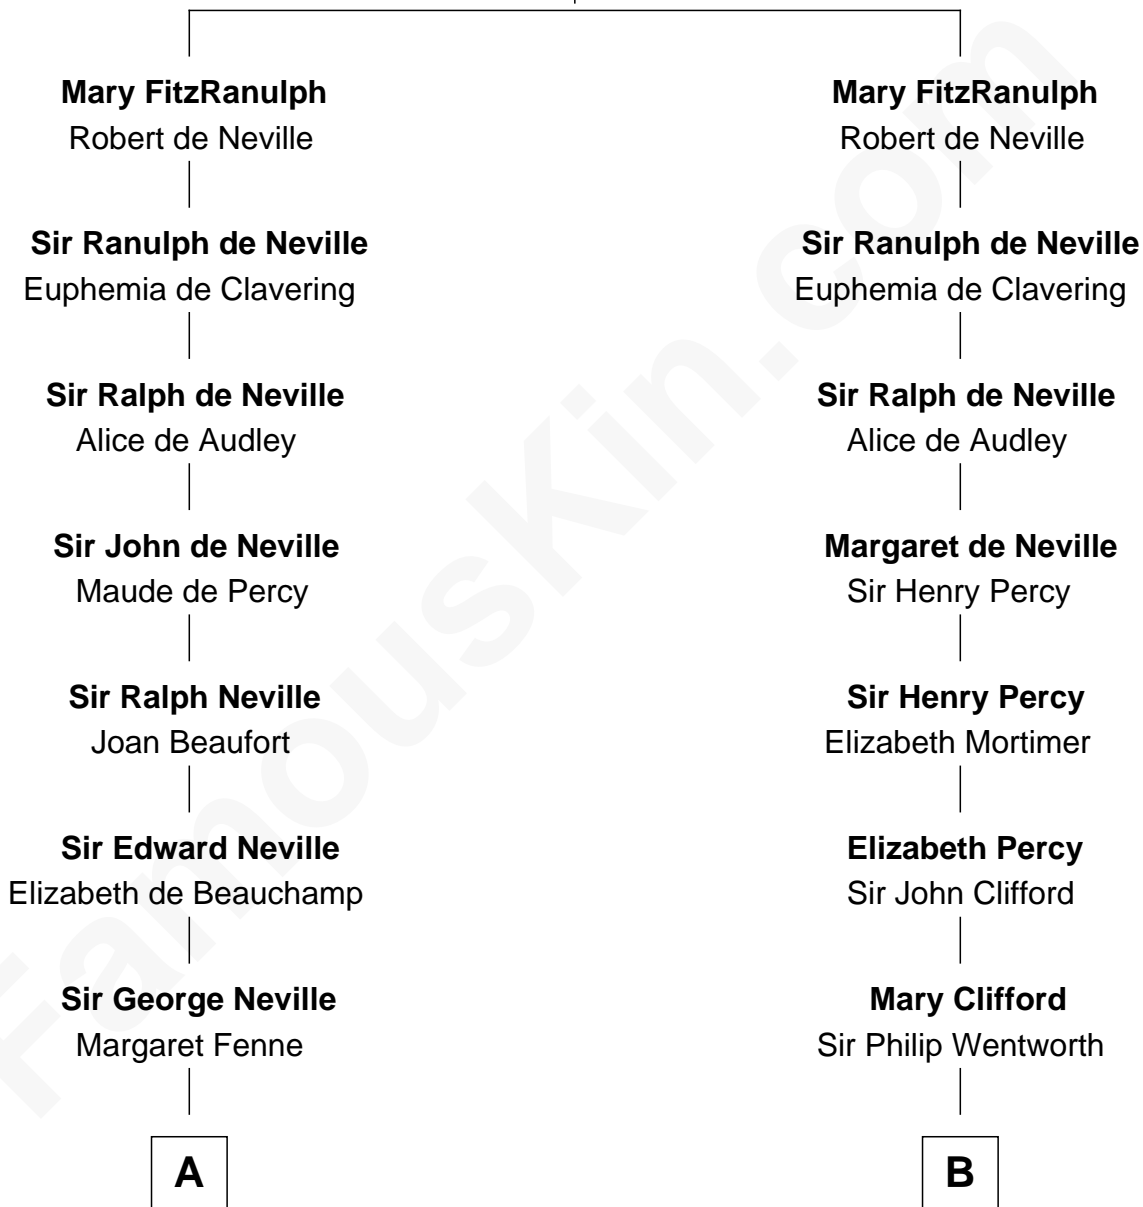 Mary FitzRanulph
Robert de Neville
Sir Ranulph de Neville
Euphemia de Clavering
Sir Ralph de Neville
Alice de Audley
Sir John de Neville
Maude de Percy
Sir Ralph Neville
Joan Beaufort
Sir Edward Neville
Elizabeth de Beauchamp
Sir George Neville
Margaret Fenne
A
Mary FitzRanulph
Robert de Neville
Sir Ranulph de Neville
Euphemia de Clavering
Sir Ralph de Neville
Alice de Audley
Margaret de Neville
Sir Henry Percy
Sir Henry Percy
Elizabeth Mortimer
Elizabeth Percy
Sir John Clifford
Mary Clifford
Sir Philip Wentworth
B
FamousKin.com